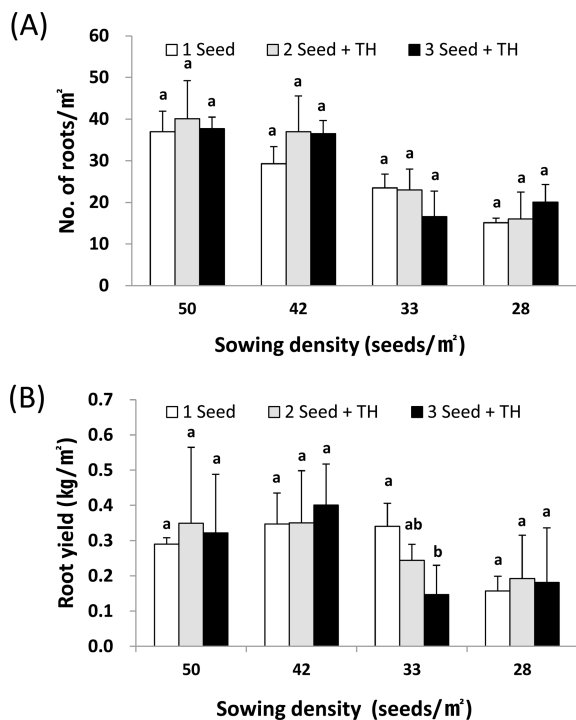 (A)
60
1 Seed 2 Seed + TH 3 Seed + TH
50
40
30
20
10
0
No. of roots/㎡
a a a a a a a a a a a a
50 42 33 28
Sowing density (seeds/㎡)
(B)
0.7
1 Seed 2 Seed + TH 3 Seed + TH
0.6
0.5
0.4
0.3
0.2
0.1
0.0
Root yield (kg/㎡)
a a a a a a a ab b a a a
50 42 33 28
Sowing density (seeds/㎡)